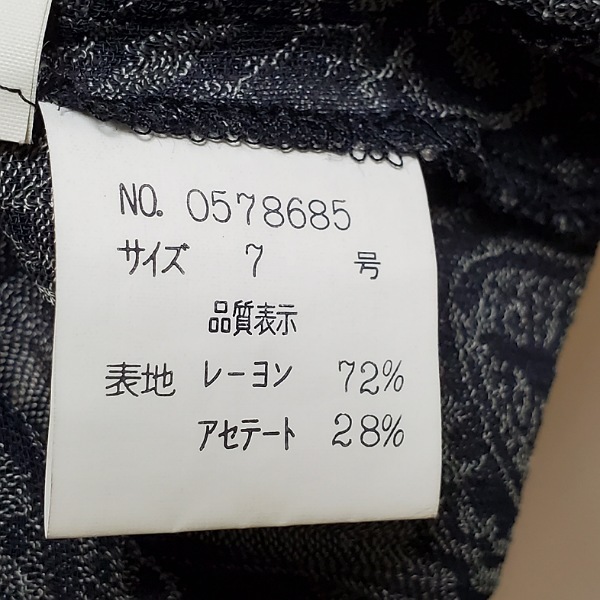 NO. 0578685
サイズ 7 号
品質表示
表地 レーヨン 72%
アセテート 28%